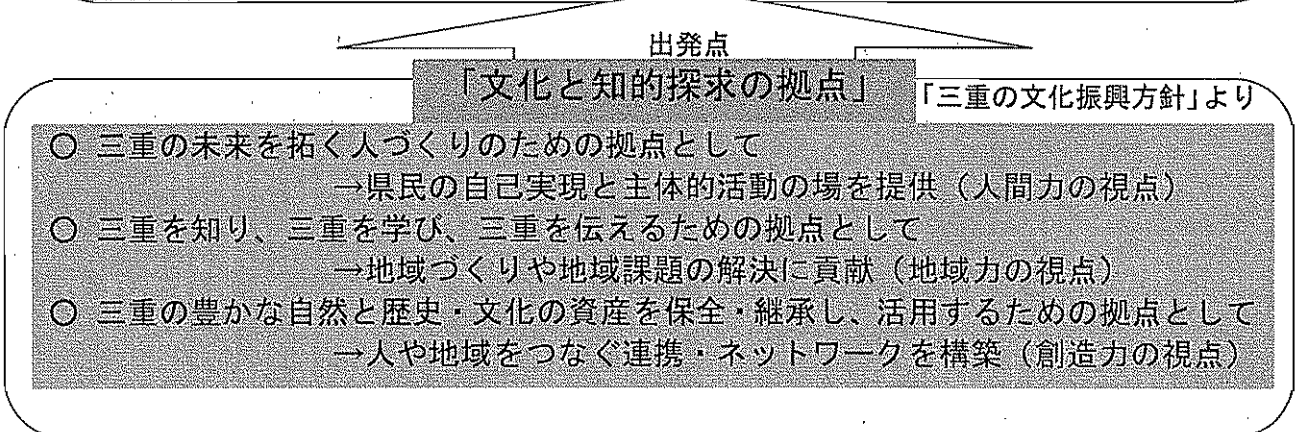 出発点
「文化と知的探求の拠点」
「三重の文化振興方針」より
○ 三重の未来を拓く人づくりのための拠点として
→県民の自己実現と主体的活動の場を提供（人間力の視点）
○ 三重を知り、三重を学び、三重を伝えるための拠点として
→地域づくりや地域課題の解決に貢献（地域力の視点）
○ 三重の豊かな自然と歴史・文化の資産を保全・継承し、活用するための拠点として
→人や地域をつなぐ連携・ネットワークを構築（創造力の視点）